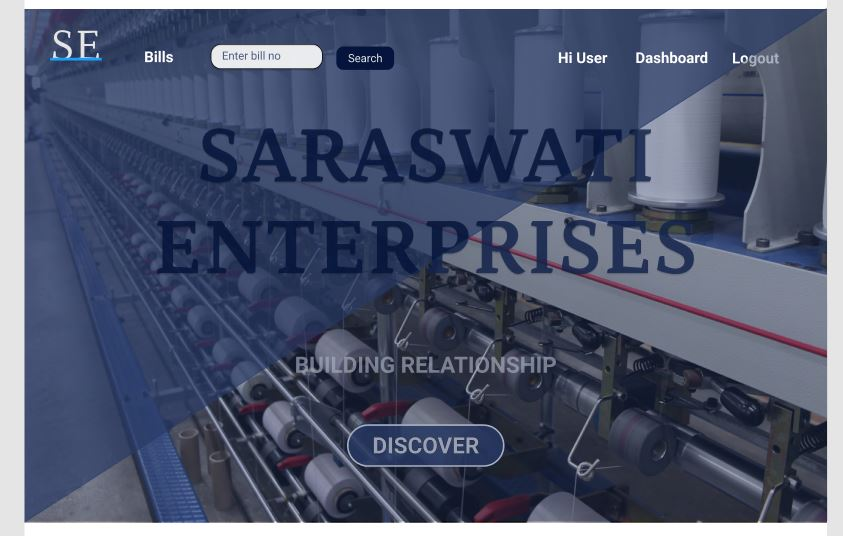 SE
Bills
Enter bill no
Search
Hi User
Dashboard
Logout
SARASWATI
ENTERPRISES
BUILDING RELATIONSHIP
DISCOVER